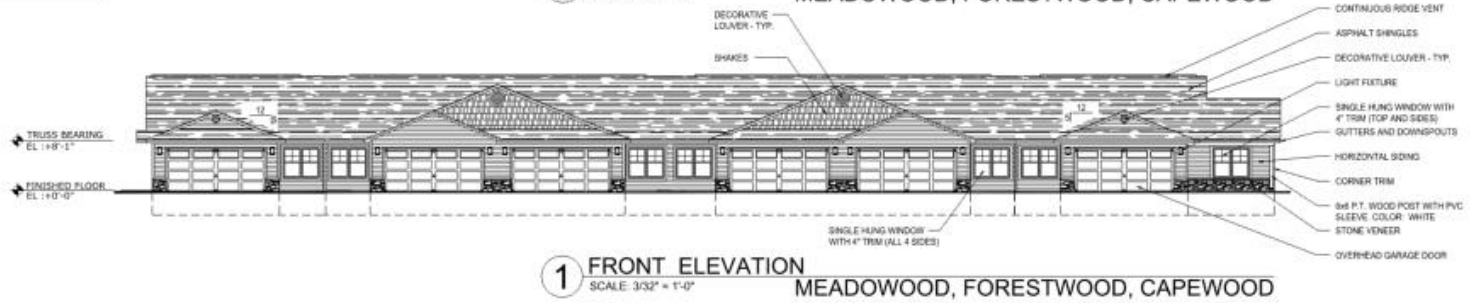 MEADOWOOD, FORESTWOOD, CAPEWOOD
DECORATIVE
LOUVER - TYP.
SHAKES
CONTINUOUS RIDGE VENT
ASPHALT SHINGLES
DECORATIVE LOUVER - TYP.
LIGHT FIXTURE
SINGLE HUNG WINDOW WITH
4" TRIM (TOP AND SIDES)
GUTTERS AND DOWNSPOUTS
HORIZONTAL SIDING
CORNER TRIM
6x6 P.T. WOOD POST WITH PVC
SLEEVE COLOR: WHITE
STONE VENEER
OVERHEAD GARAGE DOOR
12
5
12
5
TRUSS BEARING
EL :+8'-1"
FINISHED FLOOR
EL :+0'-0"
SINGLE HUNG WINDOW
WITH 4" TRIM (ALL 4 SIDES)
1 FRONT ELEVATION
SCALE: 3/32" = 1'-0"
MEADOWOOD, FORESTWOOD, CAPEWOOD